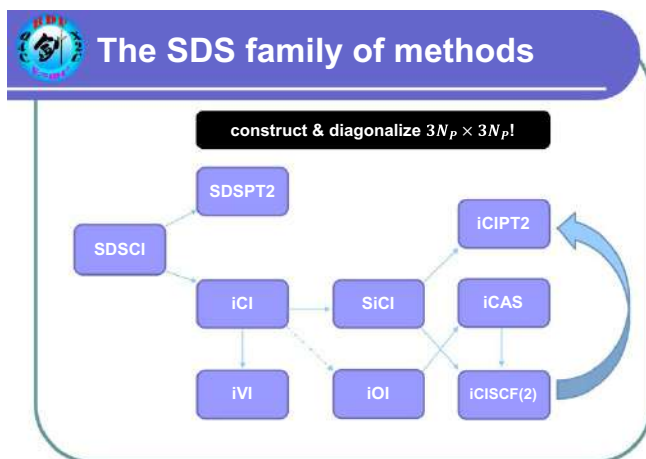 The SDS family of methods
construct & diagonalize 3N_P × 3N_P!
SDSPT2
SDSCI
iCIPT2
iCI
SiCI
iCAS
iVI
iOI
iCISCF(2)